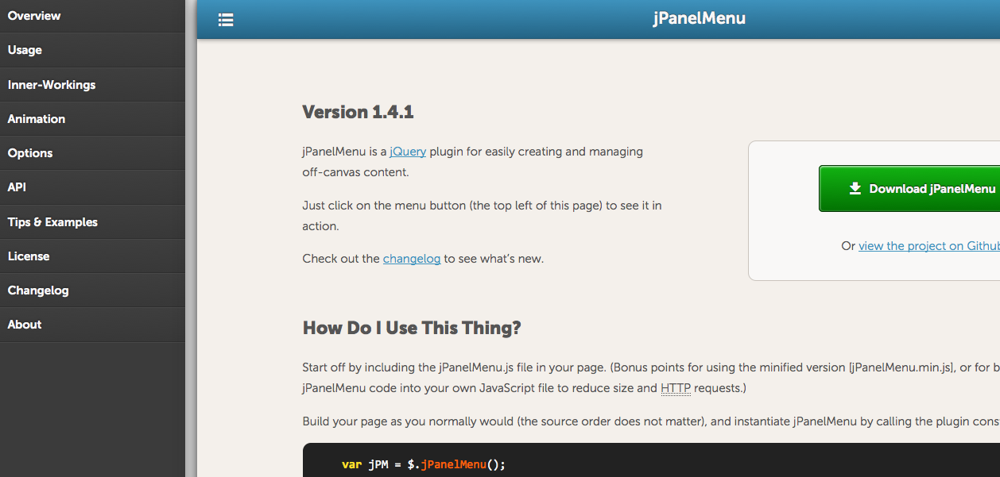 Overview
Usage
Inner-Workings
Animation
Options
API
Tips & Examples
License
Changelog
About
jPanelMenu
Version 1.4.1
jPanelMenu is a jQuery plugin for easily creating and managing
off-canvas content.
Just click on the menu button (the top left of this page) to see it in
action.
Check out the changelog to see what's new.
Download jPanelMenu
Or view the project on Github
How Do I Use This Thing?
Start off by including the jPanelMenu.js file in your page. (Bonus points for using the minified version [jPanelMenu.min.js], or for b
jPanelMenu code into your own JavaScript file to reduce size and HTTP requests.)
Build your page as you normally would (the source order does not matter), and instantiate jPanelMenu by calling the plugin cons
var jPM = $.jPanelMenu();